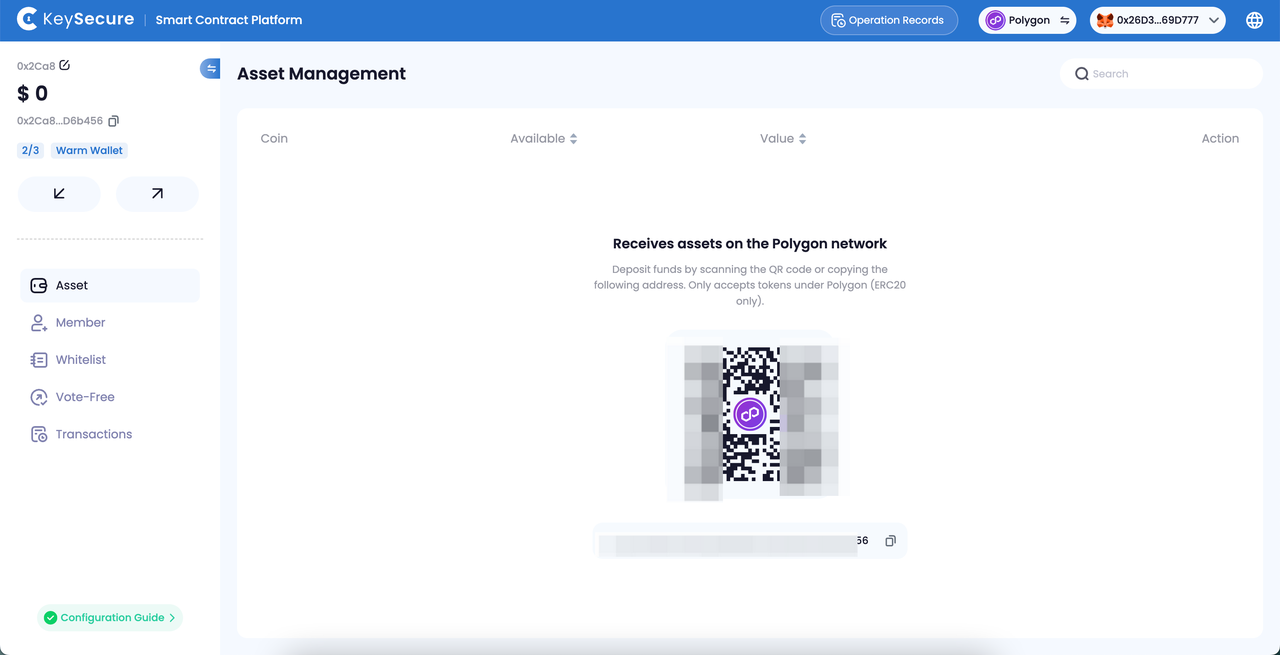 KeySecure
Smart Contract Platform
Operation Records
Polygon
0x26D3...69D777
0x2Ca8
$ 0
0x2Ca8...D6b456
2/3
Warm Wallet
Asset
Member
Whitelist
Vote-Free
Transactions
Configuration Guide
Asset Management
Search
Coin
Available
Value
Action
Receives assets on the Polygon network
Deposit funds by scanning the QR code or copying the
following address. Only accepts tokens under Polygon (ERC20
only).
56